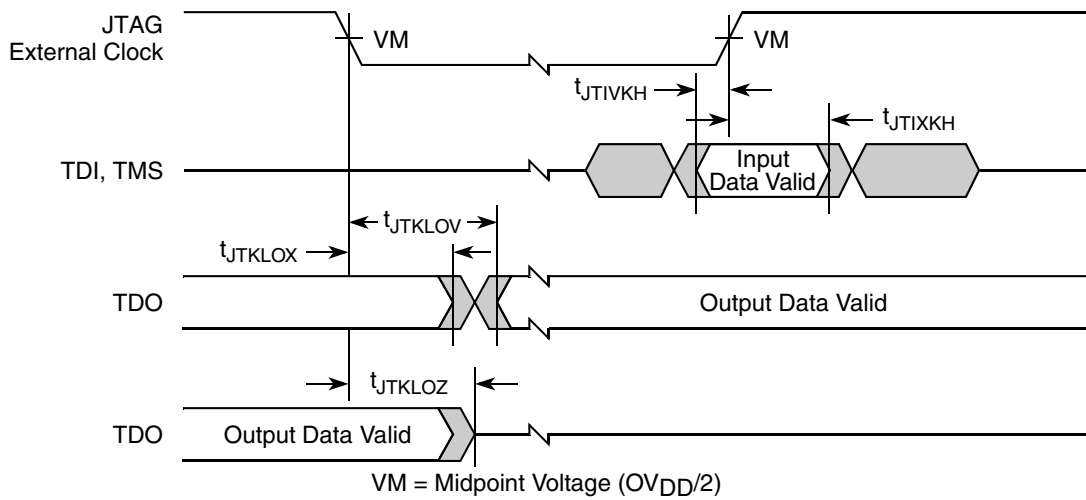 JTAG
External Clock
VM
VM
tJTIVKH
tJTIXKH
TDI, TMS
Input
Data Valid
tJTKLOV
tJTKLOX
TDO
Output Data Valid
tJTKLOZ
TDO
Output Data Valid
VM = Midpoint Voltage (OVDD/2)